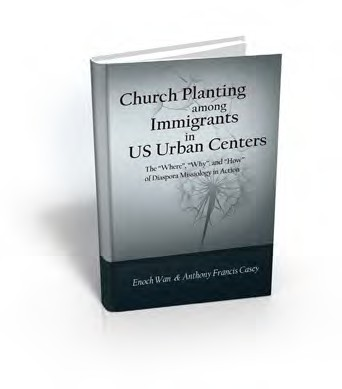 Church Planting
among
Immigrants
in
US Urban Centers
The "Where", "Why", and "How"
of Diaspora Missiology in Action
Enoch Wan & Anthony Francis Casey